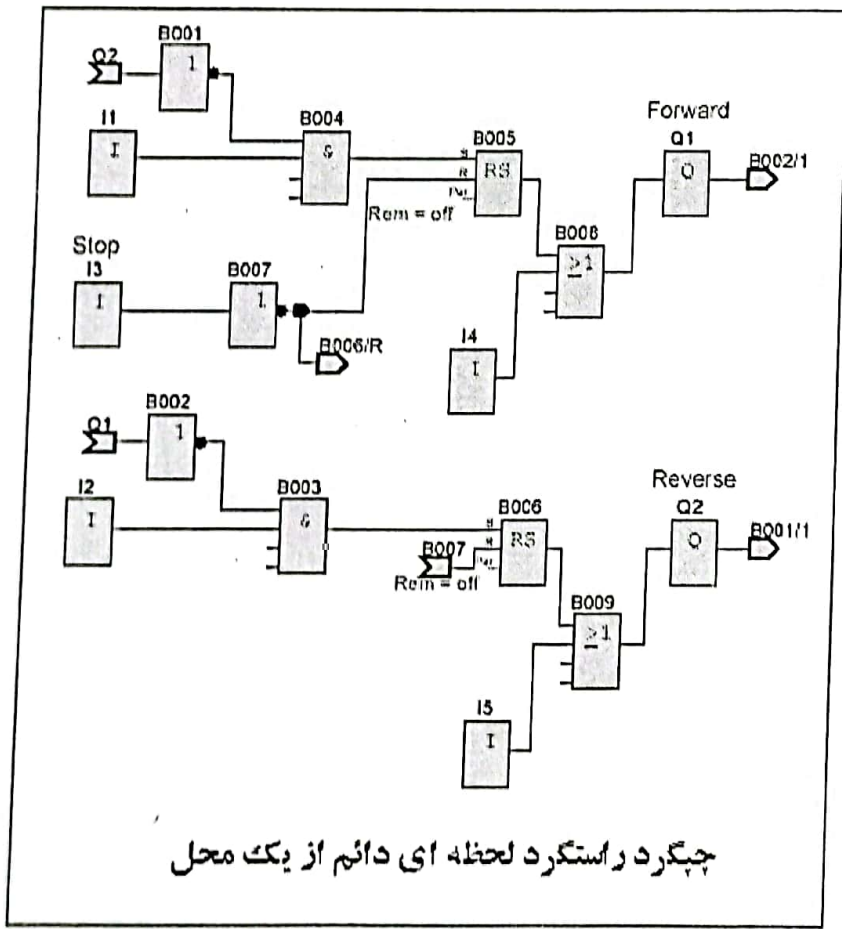 B001
Q2
1
I1
I
B004
&
B005
S
R
RS
Par
Rem = off
Forward
Q1
Q
B002/1
B008
≥1
Stop
I3
I
B007
1
B006/R
I4
I
B002
Q1
1
I2
I
B003
&
B006
R
RS
B007
Par
Rem = off
Reverse
Q2
Q
B001/1
B009
≥1
I5
I
چپگرد راستگرد لحظه ای دائم از یک محل